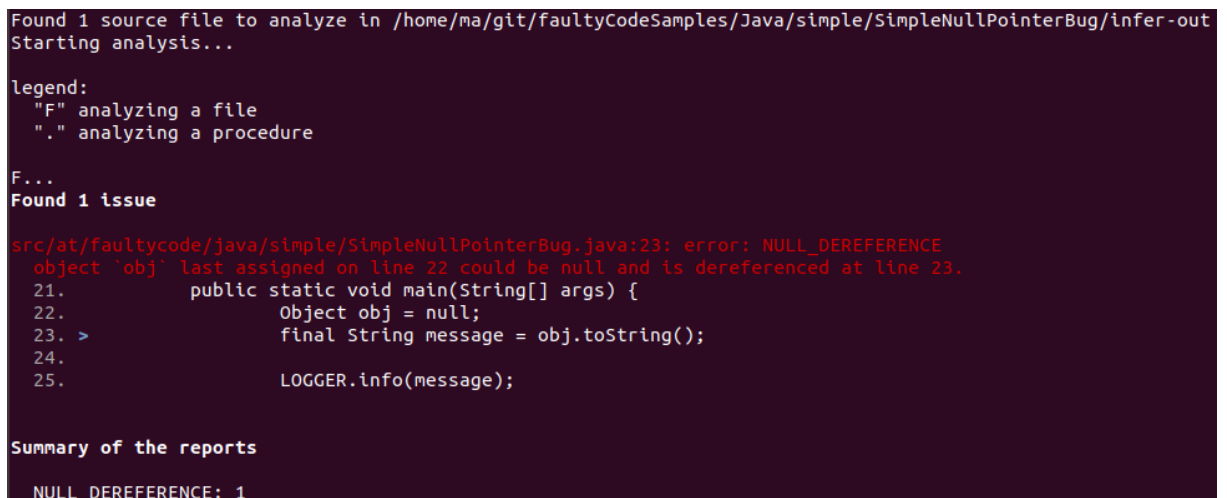 Found 1 source file to analyze in /home/ma/git/faultyCodeSamples/Java/simple/SimpleNullPointerBug/infer-out
Starting analysis...
legend:
"F" analyzing a file
"." analyzing a procedure
F...
Found 1 issue
src/at/faultycode/java/simple/SimpleNullPointerBug.java:23: error: NULL_DEREFERENCE
object `obj` last assigned on line 22 could be null and is dereferenced at line 23.
21. public static void main(String[] args) {
22. Object obj = null;
23. > final String message = obj.toString();
24.
25. LOGGER.info(message);
Summary of the reports
NULL_DEREFERENCE: 1